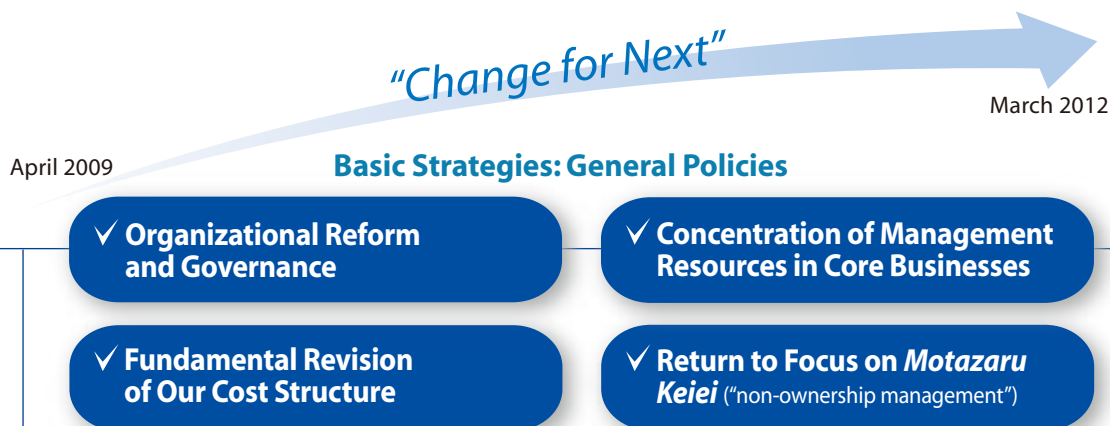 “Change for Next”
March 2012
April 2009
Basic Strategies: General Policies
✓ Organizational Reform
and Governance
✓ Concentration of Management
Resources in Core Businesses
✓ Fundamental Revision
of Our Cost Structure
✓ Return to Focus on Motazaru
Keiei (“non-ownership management”)